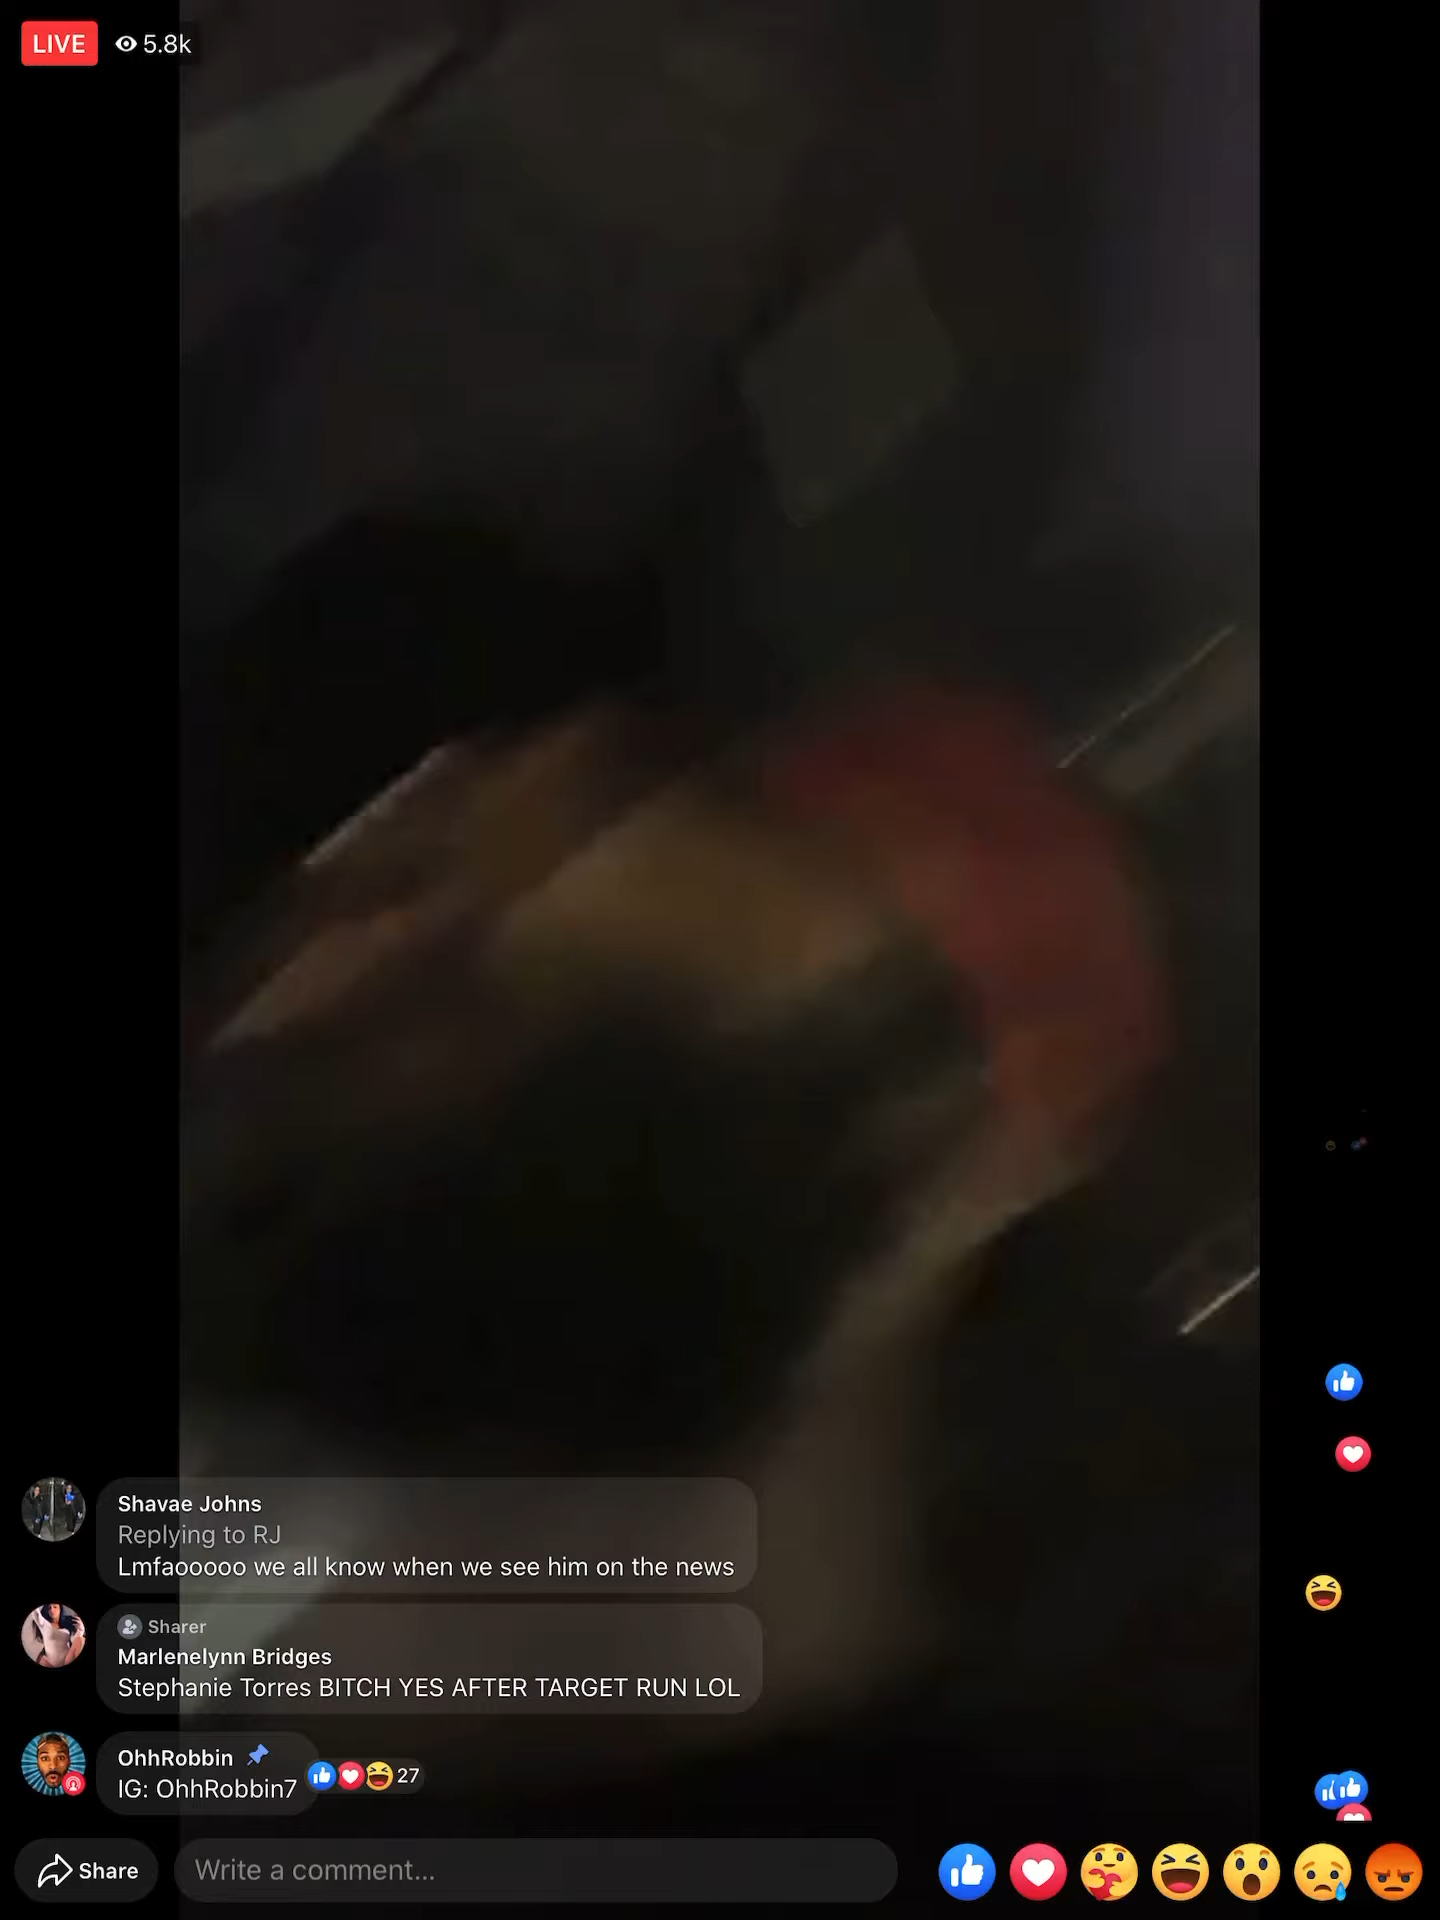 LIVE 5.8k
Shavae Johns
Replying to RJ
Lmfaooooo we all know when we see him on the news
Sharer
Marlenelynn Bridges
Stephanie Torres BITCH YES AFTER TARGET RUN LOL
OhhRobbin
IG: OhhRobbin7 27
Share Write a comment...